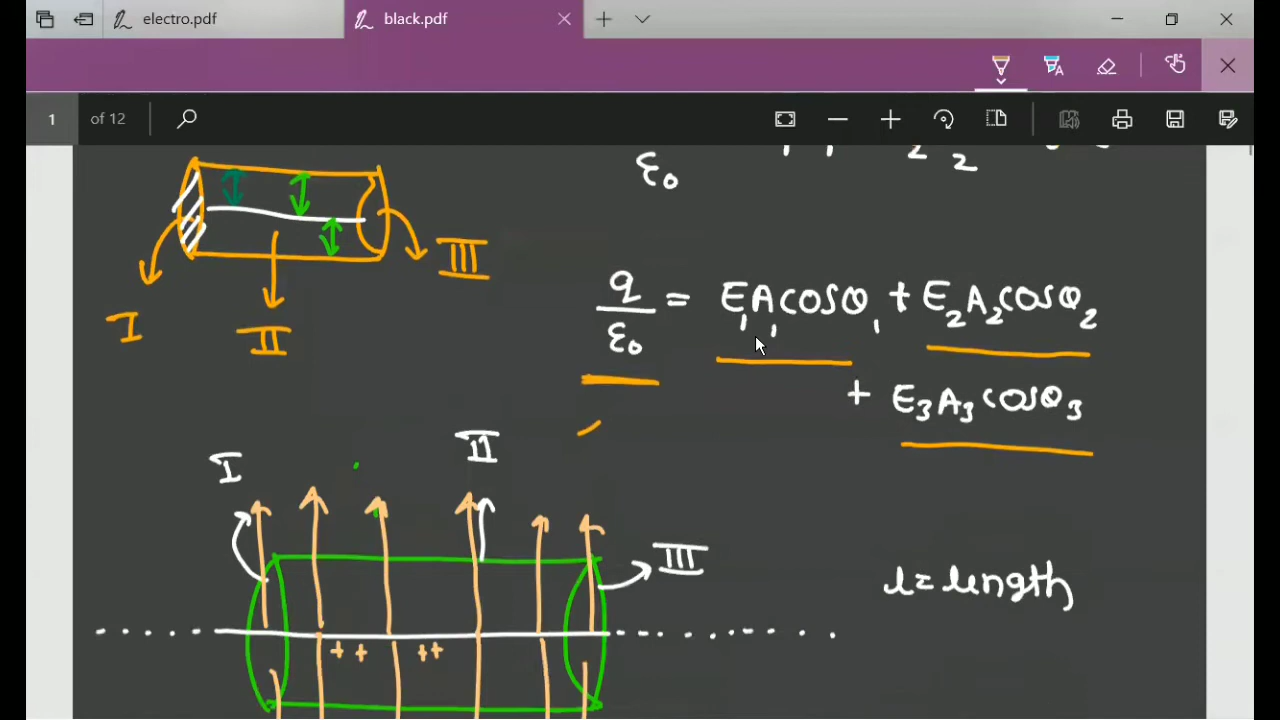 electro.pdf
black.pdf
1 of 12
ε₀
I
II
III
q/ε₀ = E₁A₁cosθ₁ + E₂A₂cosθ₂
+ E₃A₃cosθ₃
I
II
III
l = length
++ ++